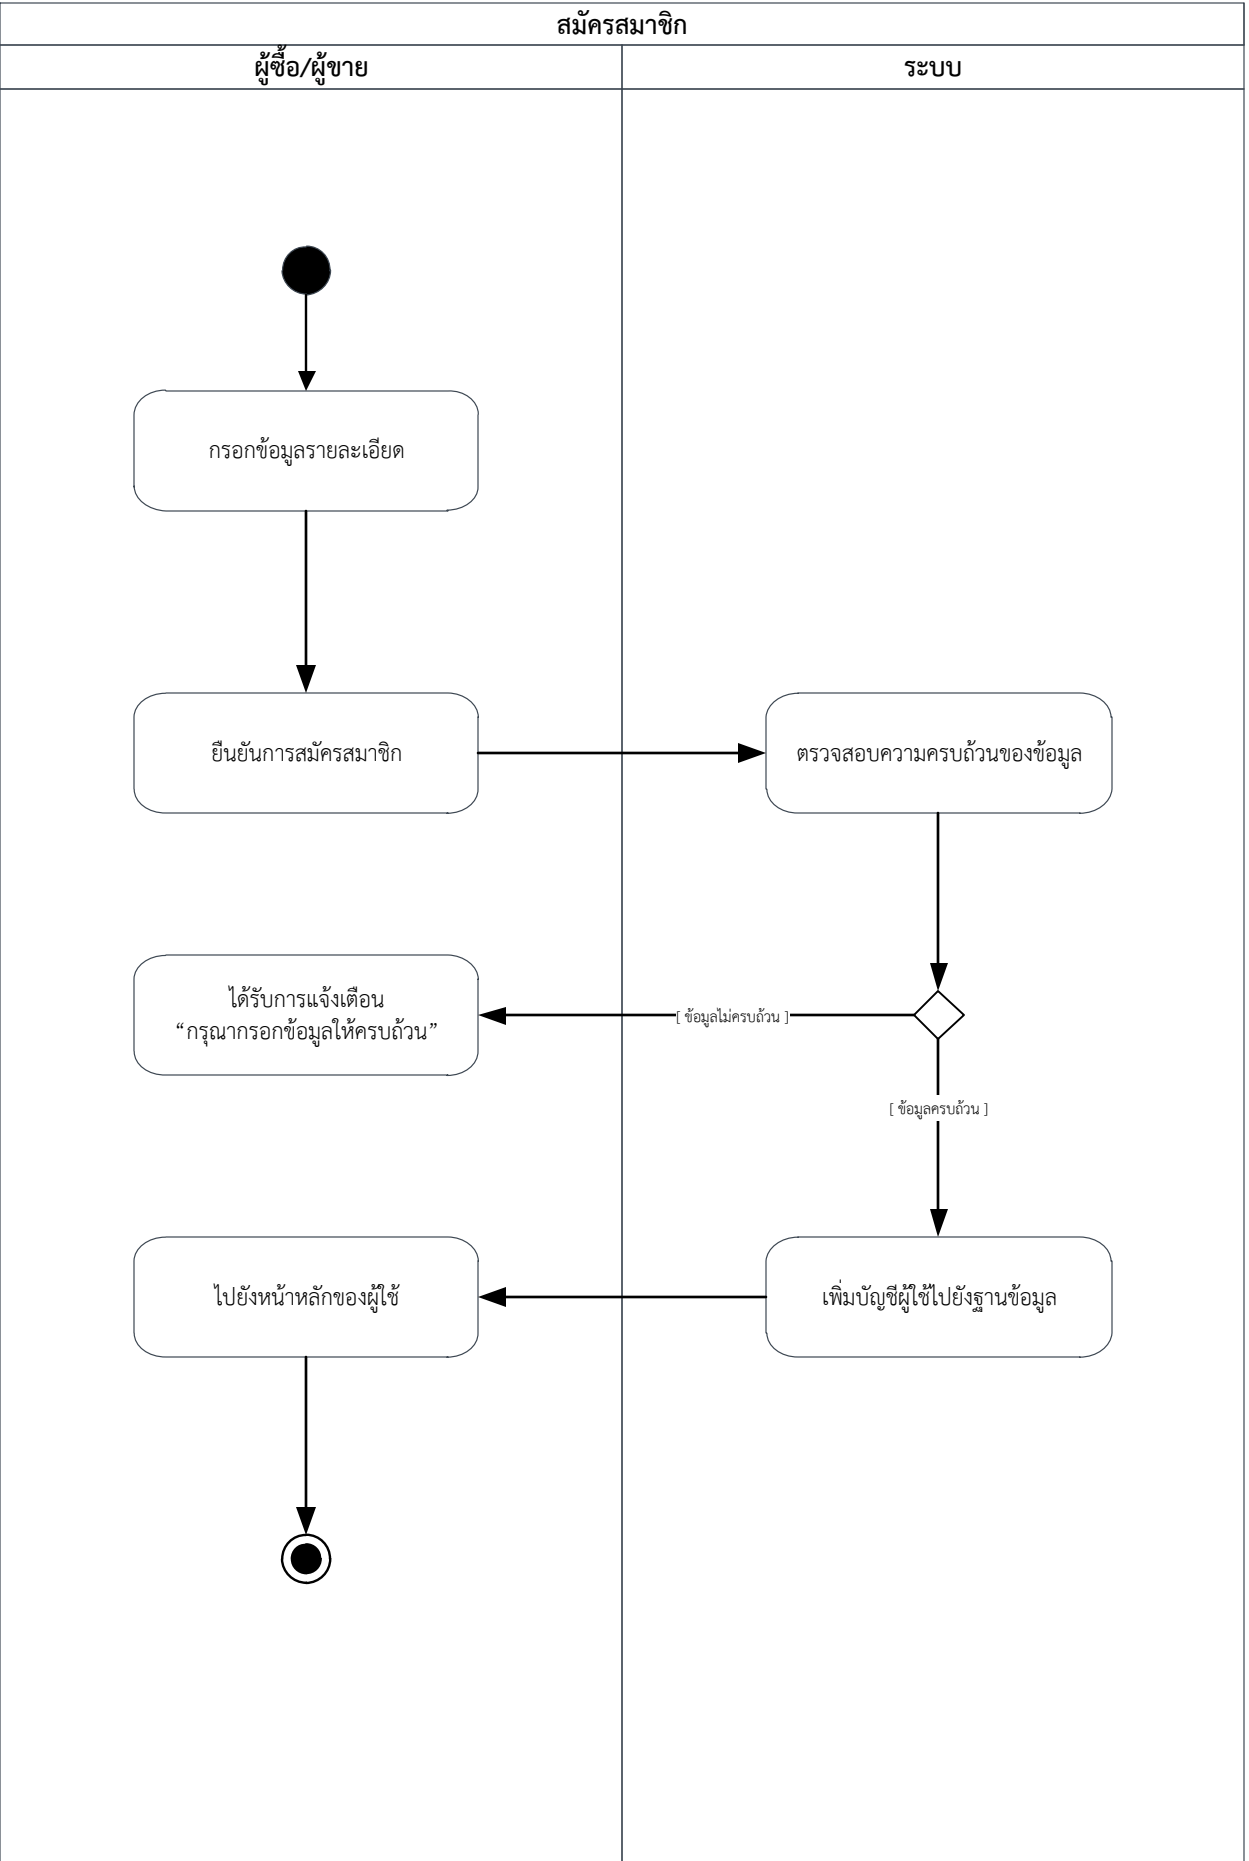 สมัครสมาชิก
ผู้ซื้อ/ผู้ขาย
ระบบ
กรอกข้อมูลรายละเอียด
ยืนยันการสมัครสมาชิก
ตรวจสอบความครบถ้วนของข้อมูล
ได้รับการแจ้งเตือน
“กรุณากรอกข้อมูลให้ครบถ้วน”
[ ข้อมูลไม่ครบถ้วน ]
[ ข้อมูลครบถ้วน ]
ไปยังหน้าหลักของผู้ใช้
เพิ่มบัญชีผู้ใช้ไปยังฐานข้อมูล